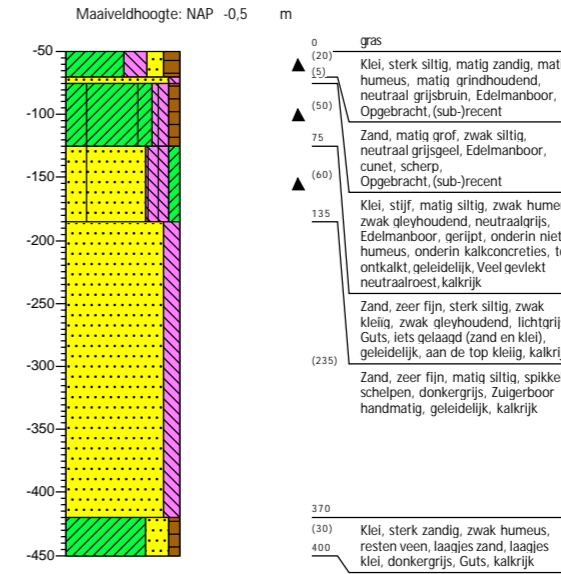 Maaiveldhoogte: NAP -0,5 m
-50
-100
-150
-200
-250
-300
-350
-400
-450
0 gras
(20)
Klei, sterk siltig, matig zandig,
(5)
humeus, matig grindhoudend,
neutraal grijsbruin, Edelmanboor,
Opgebracht, (sub-)recent
(50)
75
Zand, matig grof, zwak siltig,
neutraal grijsgeel, Edelmanboor,
cunet, scherp,
Opgebracht, (sub-)recent
(60)
135
Klei, stijf, matig siltig, zwak
zwak gleyhoudend, neutraalgrijs,
Edelmanboor, gerijpt, onderin niet
humeus, onderin kalkconcreties,
ontkalkt, geleidelijk, Veel gevlekt
neutraalroest, kalkrijk
Zand, zeer fijn, sterk siltig, zwak
kleiïg, zwak gleyhoudend,
Guts, iets gelaagd (zand en klei),
geleidelijk, aan de top kleiig,
(235)
Zand, zeer fijn, matig siltig,
schelpen, donkergrijs, Zuigerboor
handmatig, geleidelijk, kalkrijk
370
(30)
Klei, sterk zandig, zwak humeus,
resten veen, laagjes zand, laagjes
400
klei, donkergrijs, Guts, kalkrijk